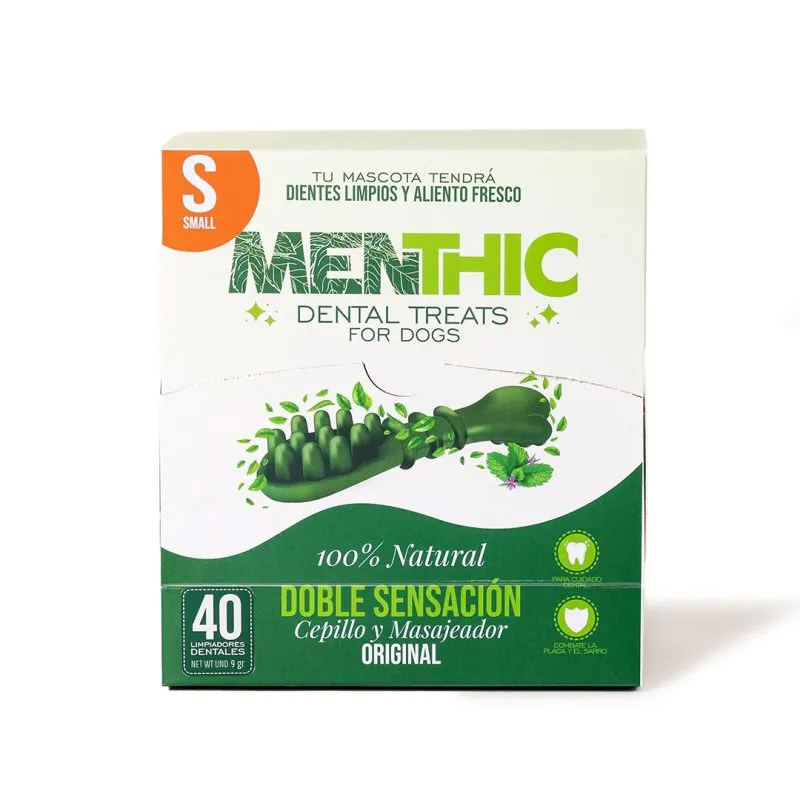 S
SMALL
TU MASCOTA TENDRÁ
DIENTES LIMPIOS Y ALIENTO FRESCO
MENTHIC
DENTAL TREATS
FOR DOGS
100% Natural
DOBLE SENSACIÓN
Cepillo y Masajeador
ORIGINAL
40
LIMPIADORES
DENTALES
NET WT UND 9 gr
PARA CUIDADO
DENTAL
COMBATE LA
PLACA Y EL SARRO